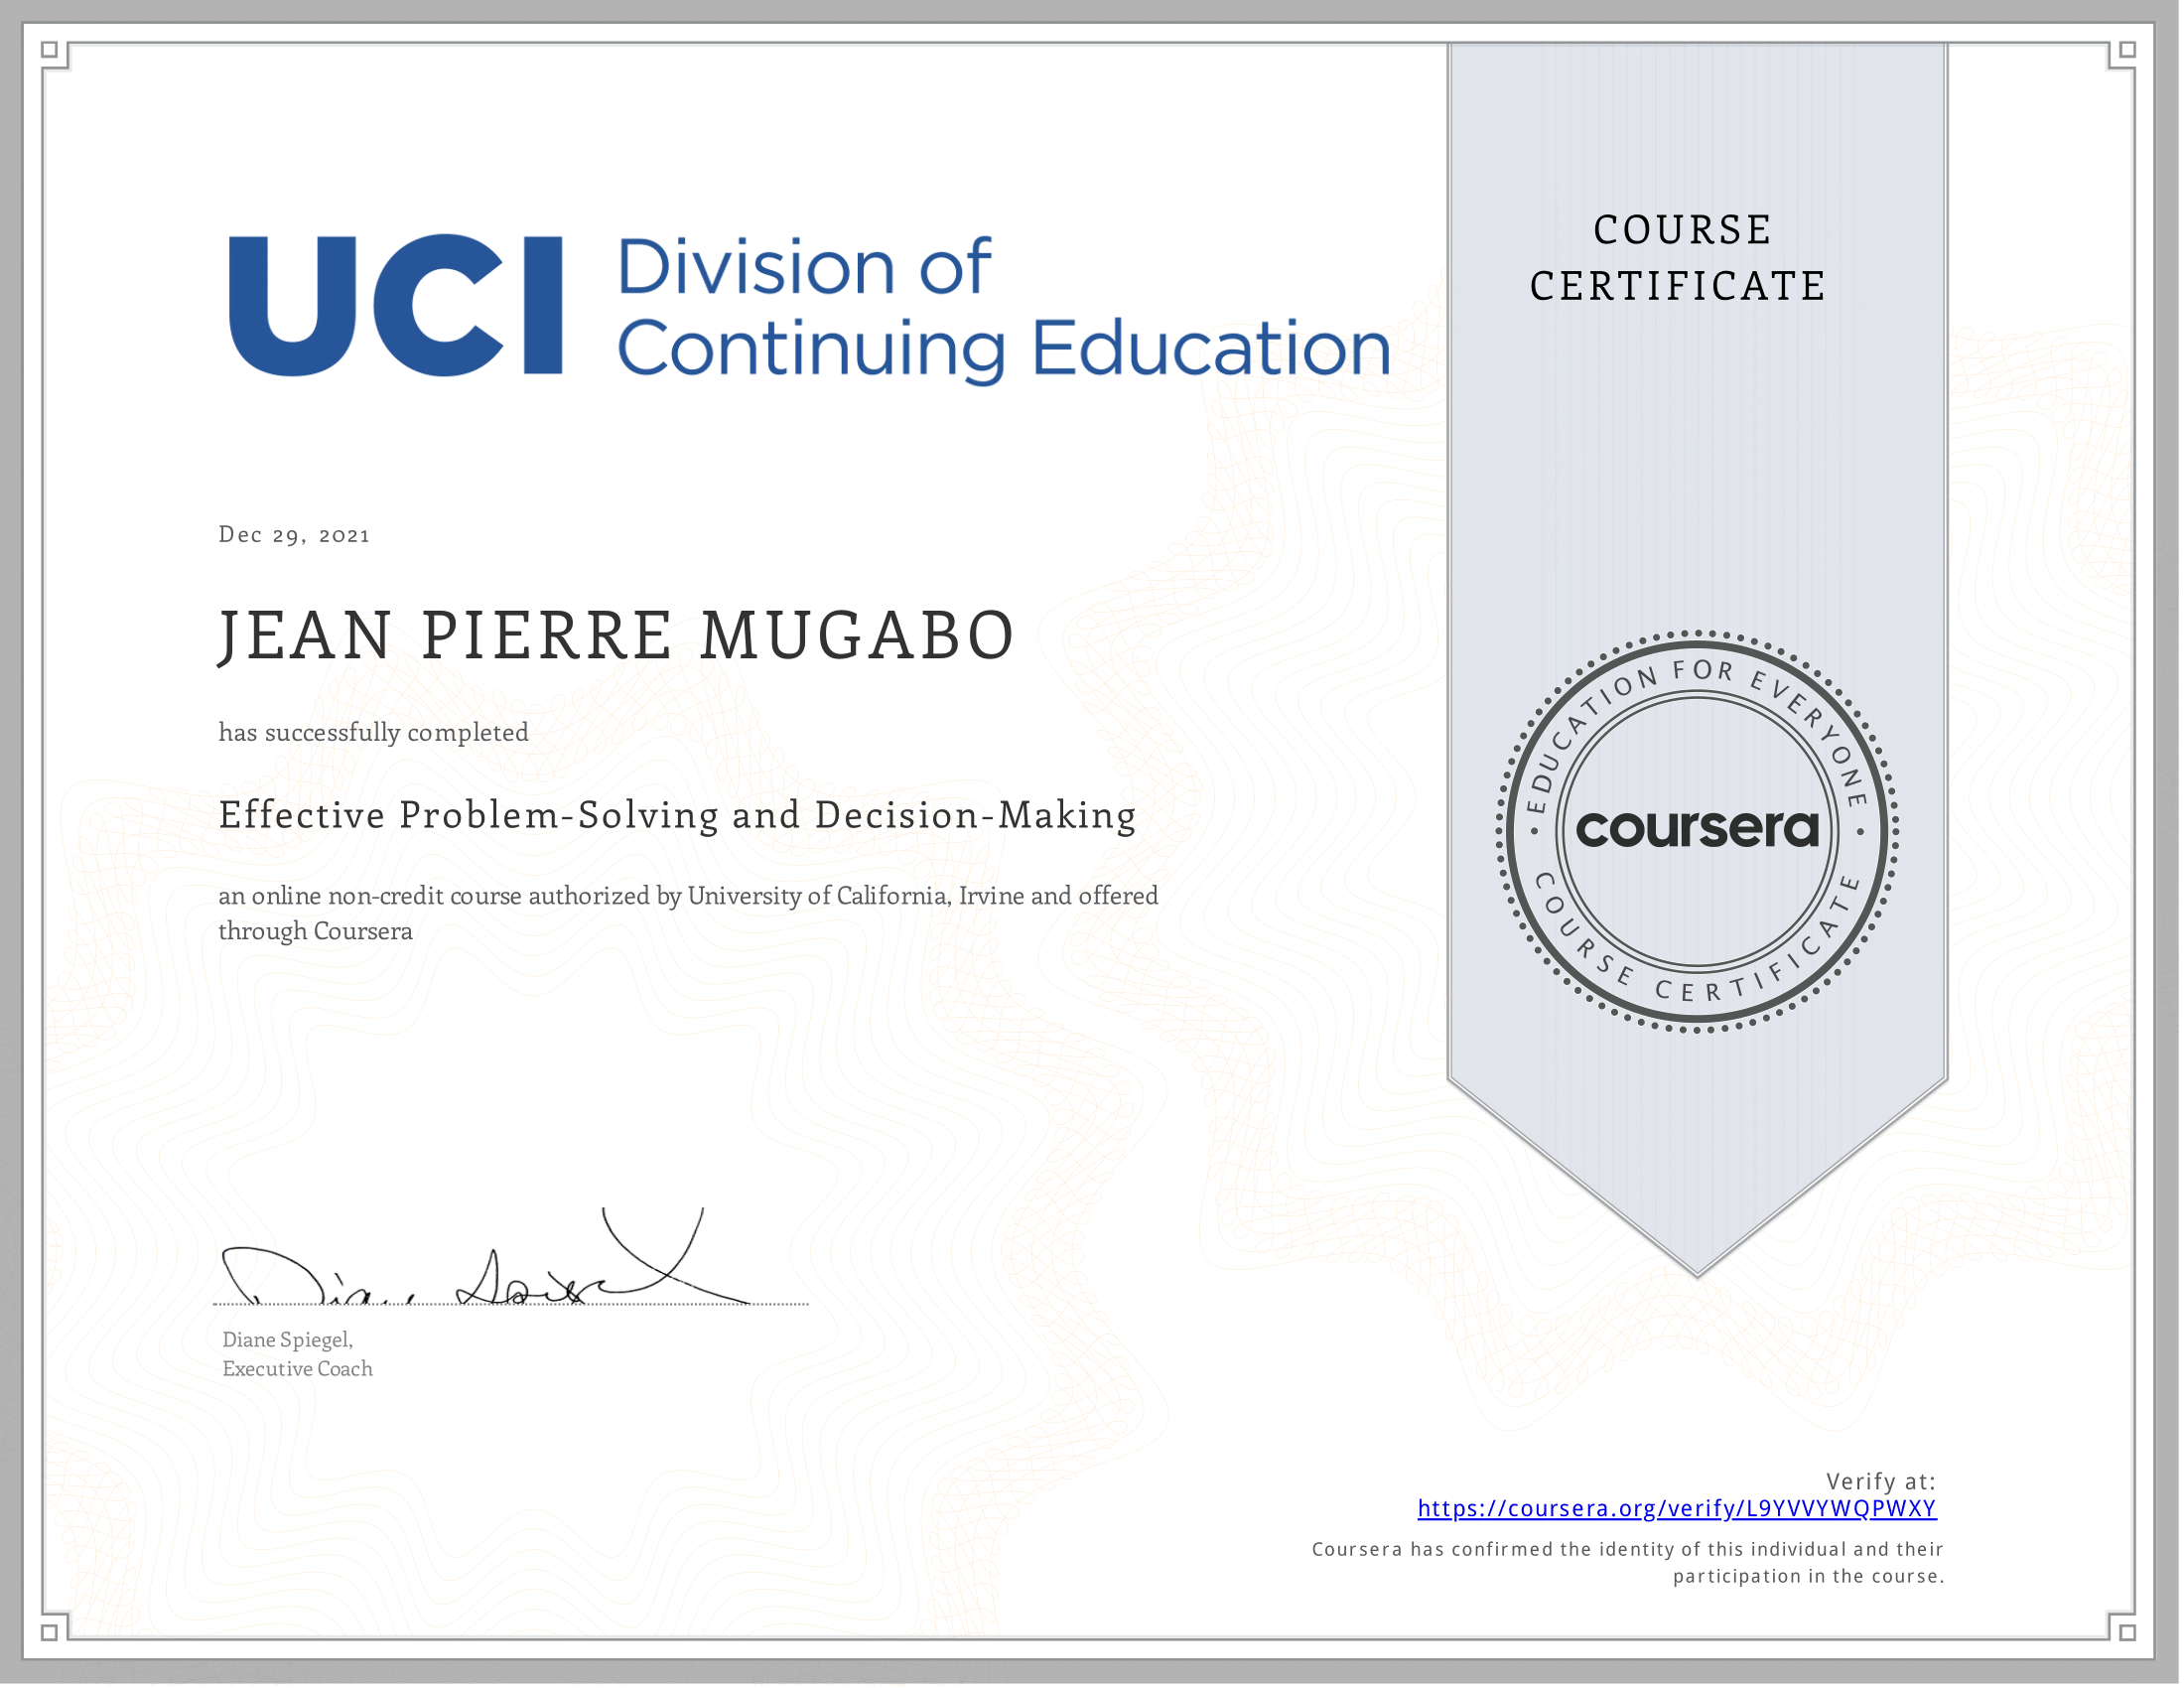 UCI Division of
Continuing Education
COURSE
CERTIFICATE
Dec 29, 2021
JEAN PIERRE MUGABO
has successfully completed
Effective Problem-Solving and Decision-Making
an online non-credit course authorized by University of California, Irvine and offered
through Coursera
EDUCATION FOR EVERYONE
coursera
COURSE CERTIFICATE
Diane Spiegel,
Executive Coach
Verify at:
https://coursera.org/verify/L9YVVYWQPWXY
Coursera has confirmed the identity of this individual and their
participation in the course.